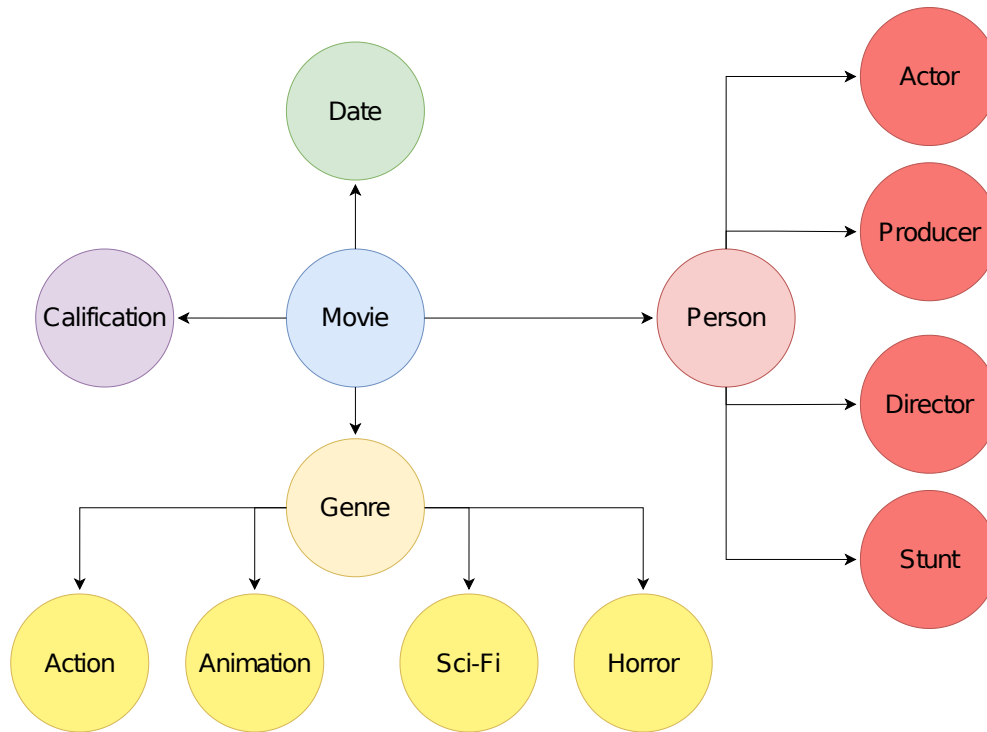 Actor
Date
Producer
Calification
Movie
Person
Director
Genre
Stunt
Action
Animation
Sci-Fi
Horror